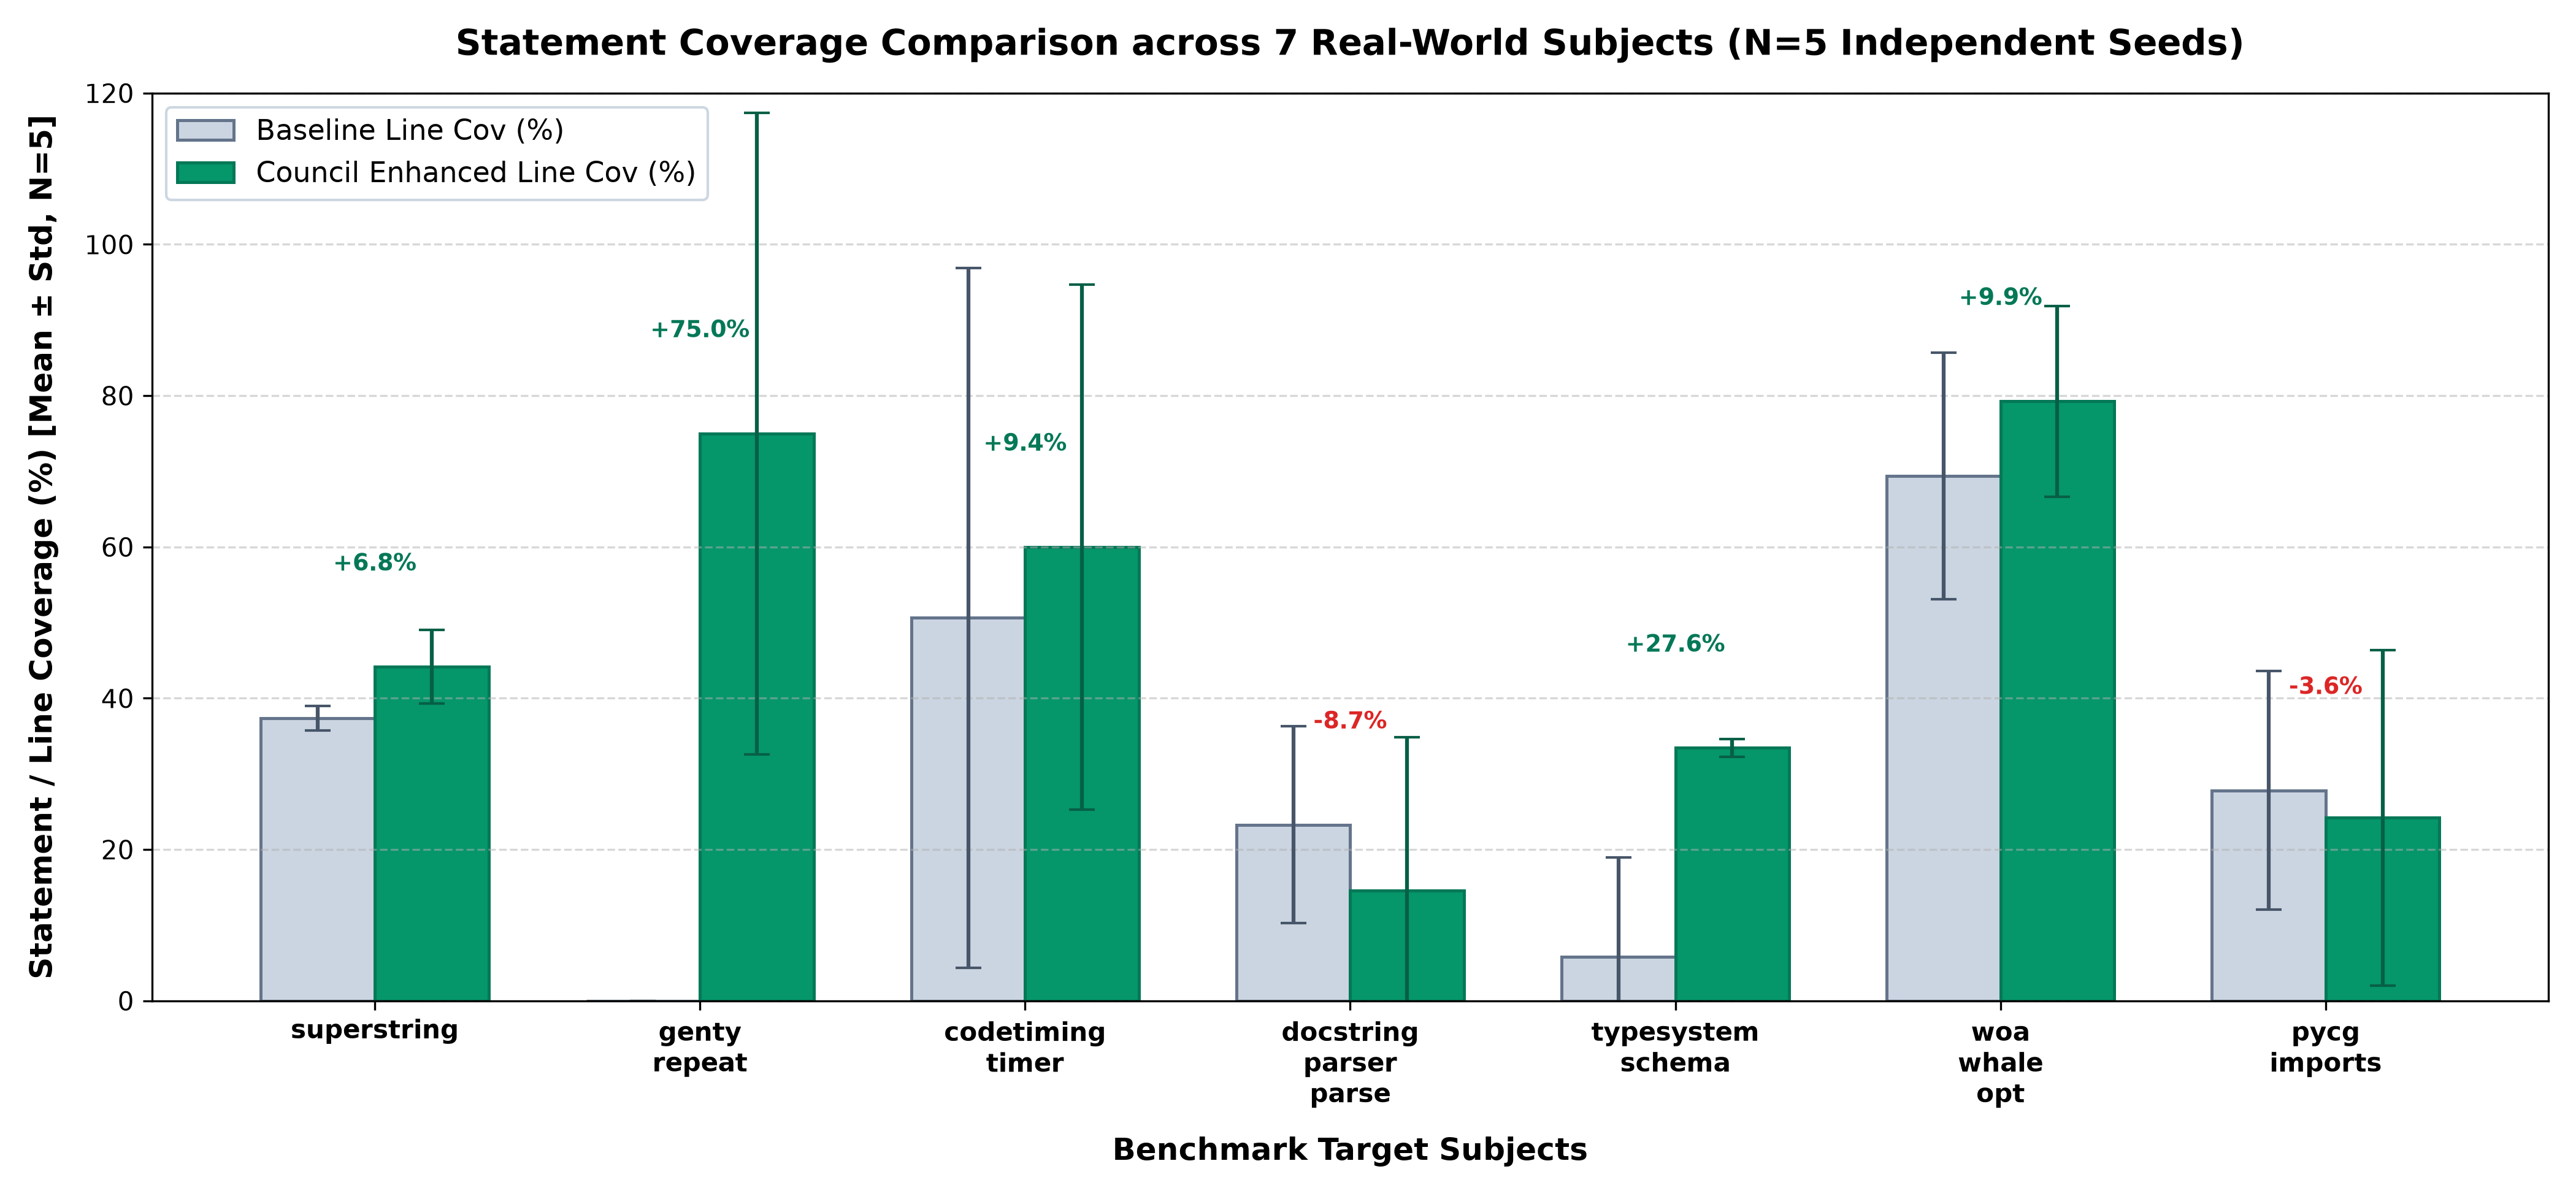 Statement Coverage Comparison across 7 Real-World Subjects (N=5 Independent Seeds)
Statement / Line Coverage (%) [Mean ± Std, N=5]
120
100
80
60
40
20
0
Baseline Line Cov (%)
Council Enhanced Line Cov (%)
+6.8%
+75.0%
+9.4%
-8.7%
+27.6%
+9.9%
-3.6%
superstring
genty
repeat
codetiming
timer
docstring
parser
parse
typesystem
schema
woa
whale
opt
pycg
imports
Benchmark Target Subjects